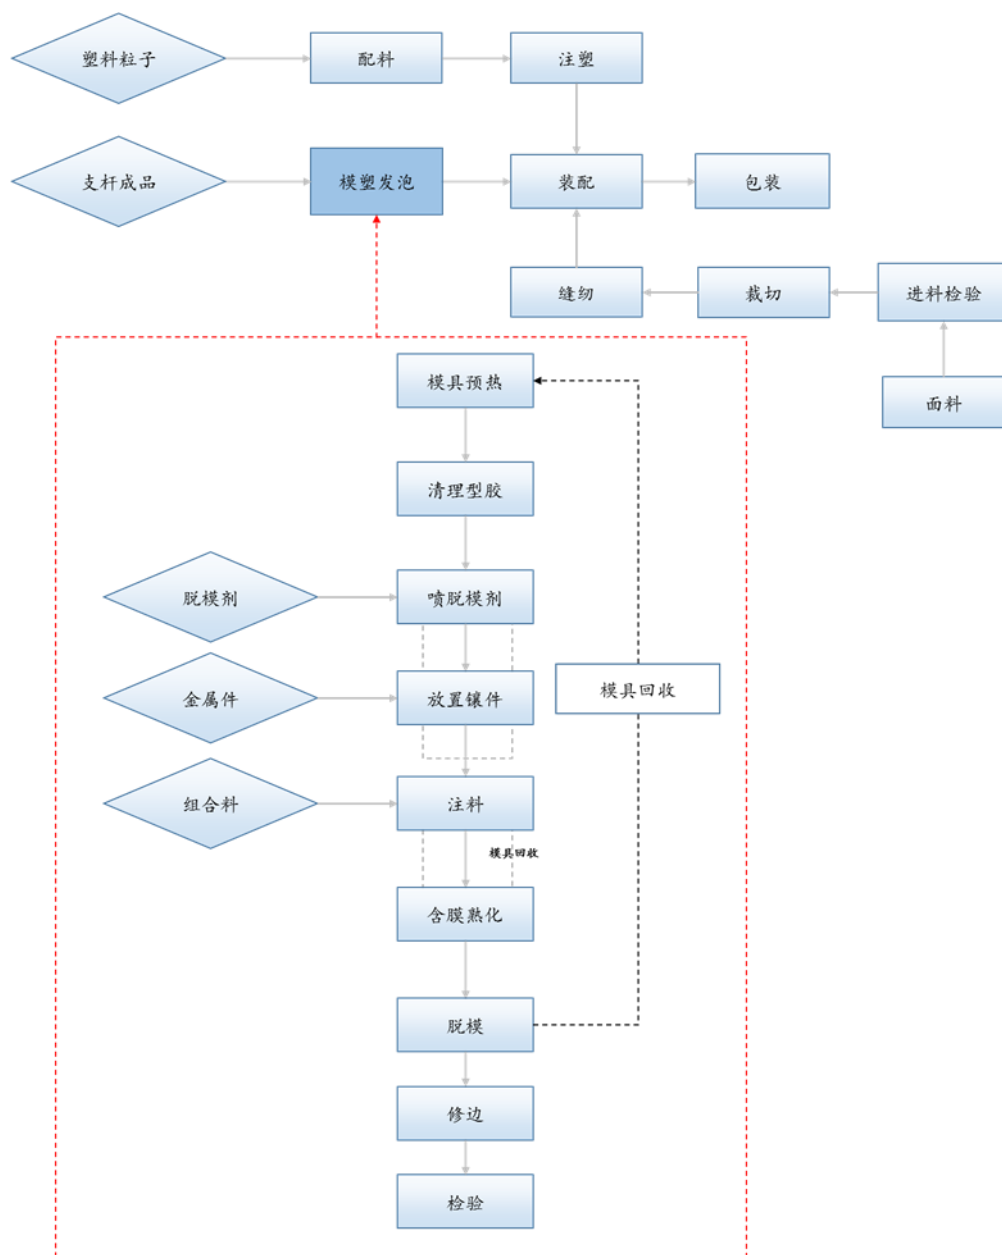 塑料粒子
配料
注塑
支杆成品
模塑发泡
装配
包装
缝纫
裁切
进料检验
面料
模具预热
清理型胶
脱模剂
喷脱模剂
金属件
放置镶件
模具回收
组合料
注料
模具回收
含膜熟化
脱模
修边
检验